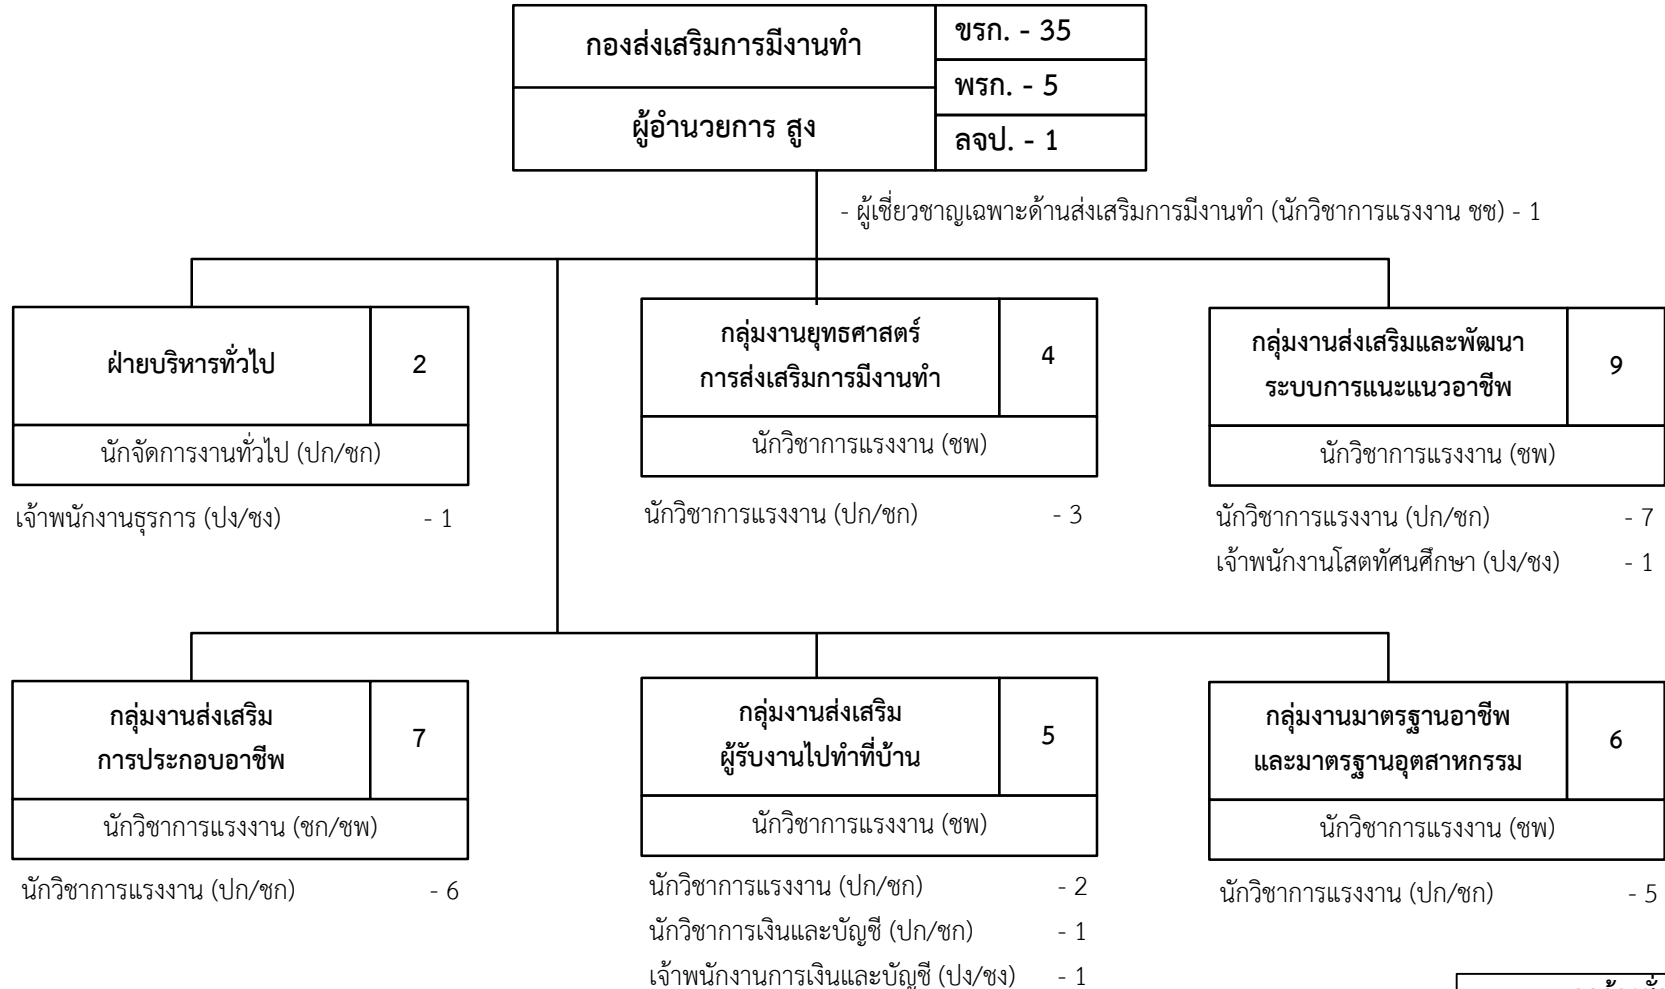 กองส่งเสริมการมีงานทำ
ผู้อำนวยการ สูง
ขรก. - 35
พรก. - 5
ลจป. - 1
- ผู้เชี่ยวชาญเฉพาะด้านส่งเสริมการมีงานทำ (นักวิชาการแรงงาน ชช) - 1
ฝ่ายบริหารทั่วไป
2
นักจัดการงานทั่วไป (ปก/ชก)
เจ้าพนักงานธุรการ (ปง/ชง) - 1
กลุ่มงานยุทธศาสตร์
การส่งเสริมการมีงานทำ
4
นักวิชาการแรงงาน (ชพ)
นักวิชาการแรงงาน (ปก/ชก) - 3
กลุ่มงานส่งเสริมและพัฒนา
ระบบการแนะแนวอาชีพ
9
นักวิชาการแรงงาน (ชพ)
นักวิชาการแรงงาน (ปก/ชก) - 7
เจ้าพนักงานโสตทัศนศึกษา (ปง/ชง) - 1
กลุ่มงานส่งเสริม
การประกอบอาชีพ
7
นักวิชาการแรงงาน (ชก/ชพ)
นักวิชาการแรงงาน (ปก/ชก) - 6
กลุ่มงานส่งเสริม
ผู้รับงานไปทำที่บ้าน
5
นักวิชาการแรงงาน (ชพ)
นักวิชาการแรงงาน (ปก/ชก) - 2
นักวิชาการเงินและบัญชี (ปก/ชก) - 1
เจ้าพนักงานการเงินและบัญชี (ปง/ชง) - 1
กลุ่มงานมาตรฐานอาชีพ
และมาตรฐานอุตสาหกรรม
6
นักวิชาการแรงงาน (ชพ)
นักวิชาการแรงงาน (ปก/ชก) - 5